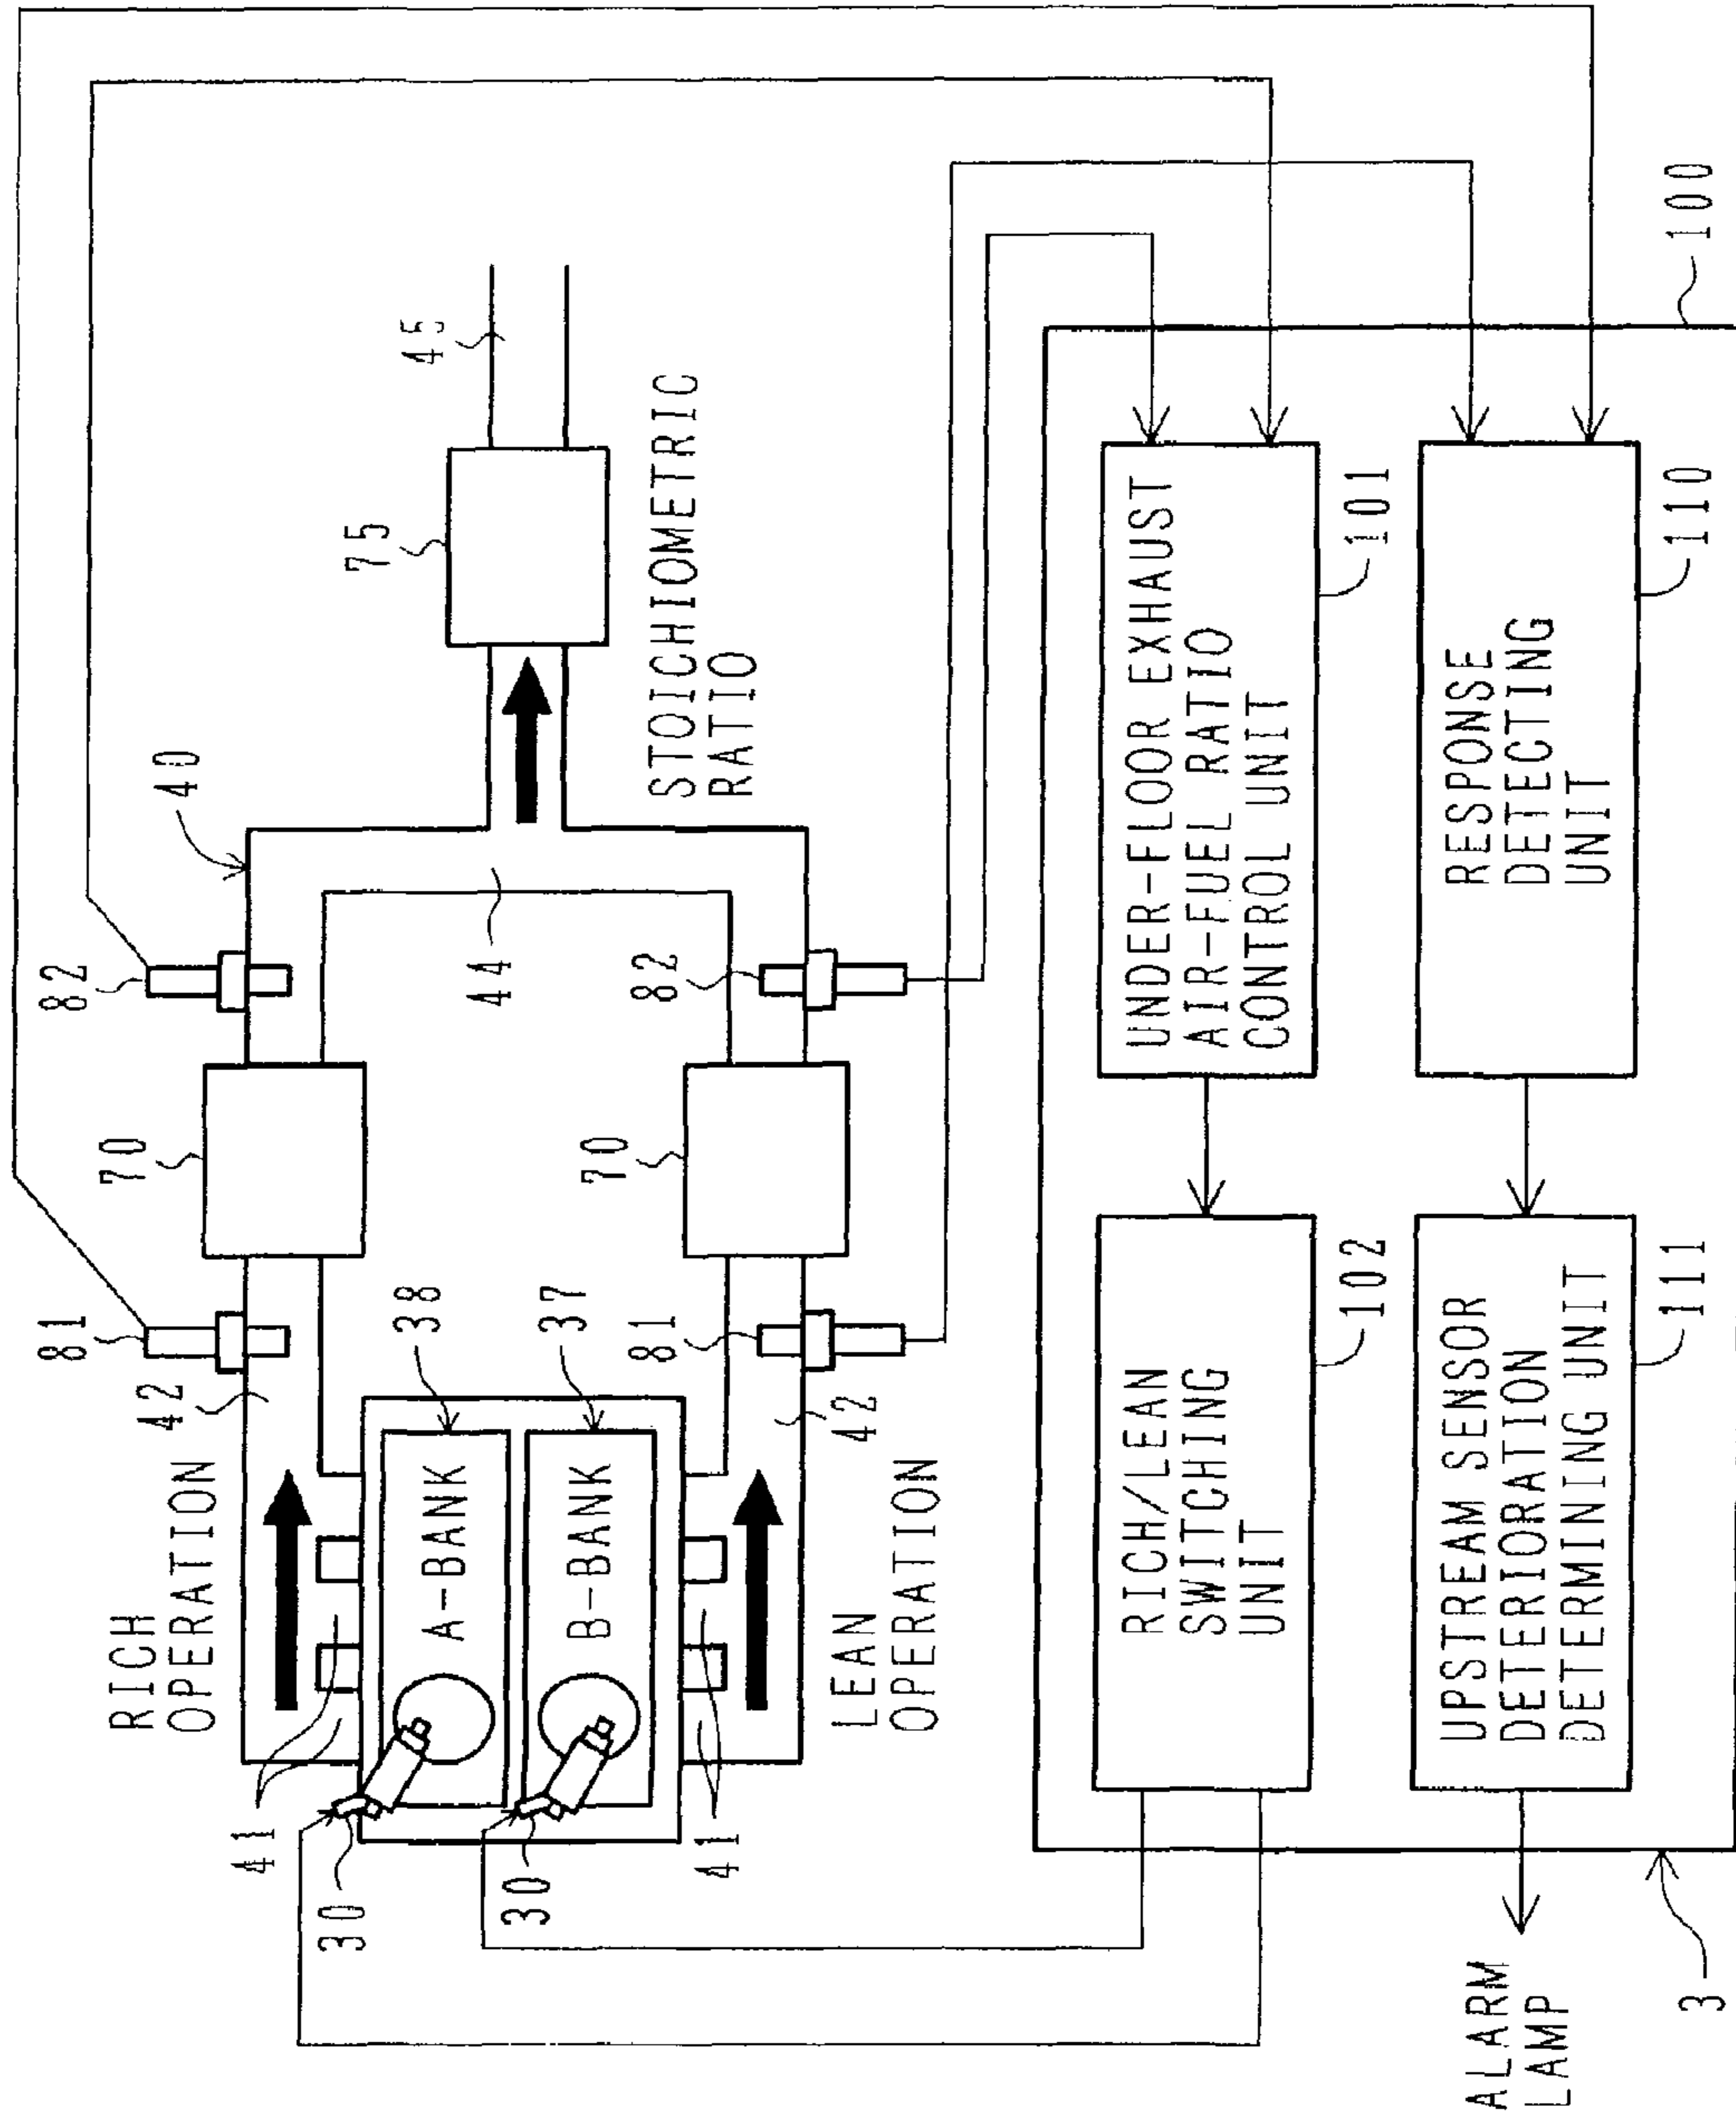 RICH
OPERATION
42
81
70
82
40
41
30
A-BANK
38
B-BANK
37
30
41
LEAN
OPERATION
42
81
70
82
44
75
45
STOICHIOMETRIC
RATIO
RICH/LEAN
SWITCHING
UNIT
102
UNDER-FLOOR EXHAUST
AIR-FUEL RATIO
CONTROL UNIT
101
100
UPSTREAM SENSOR
DETERIORATION
DETERMINING UNIT
111
RESPONSE
DETECTING
UNIT
110
ALARM
LAMP
3